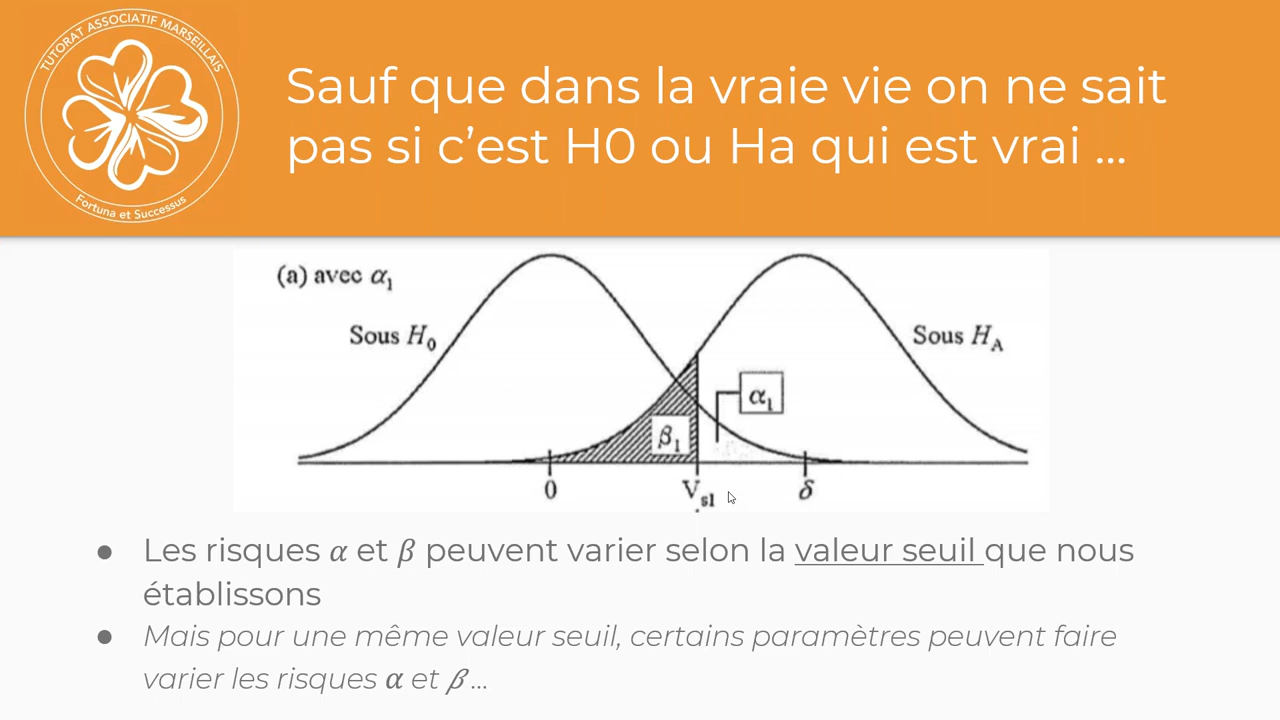 TUTORAT ASSOCIATIF MARSEILLAIS
Fortuna et Successus
Sauf que dans la vraie vie on ne sait
pas si c’est H0 ou Ha qui est vrai ...
(a) avec α₁
Sous H₀
Sous H_A
α₁
β₁
0
V_s1
δ
● Les risques α et β peuvent varier selon la valeur seuil que nous
établissons
● Mais pour une même valeur seuil, certains paramètres peuvent faire
varier les risques α et β ...